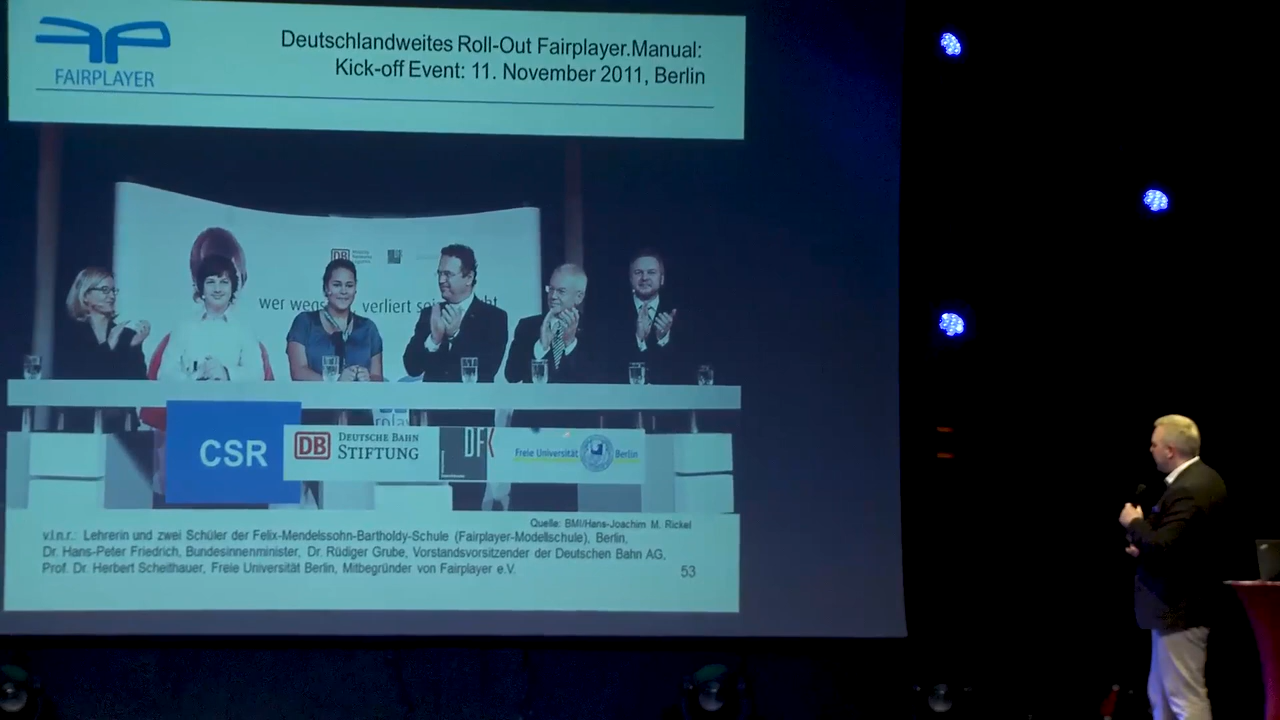 FAIRPLAYER
Deutschlandweites Roll-Out Fairplayer.Manual:
Kick-off Event: 11. November 2011, Berlin
DB
wer wegs verliert sei
CSR
DB DEUTSCHE BAHN
STIFTUNG
DFK
Freie Universität Berlin
Quelle: BMI/Hans-Joachim M. Rickel
v.l.n.r.: Lehrerin und zwei Schüler der Felix-Mendelssohn-Bartholdy-Schule (Fairplayer-Modellschule), Berlin,
Dr. Hans-Peter Friedrich, Bundesinnenminister, Dr. Rüdiger Grube, Vorstandsvorsitzender der Deutschen Bahn AG,
Prof. Dr. Herbert Scheithauer, Freie Universität Berlin, Mitbegründer von Fairplayer e.V.
53